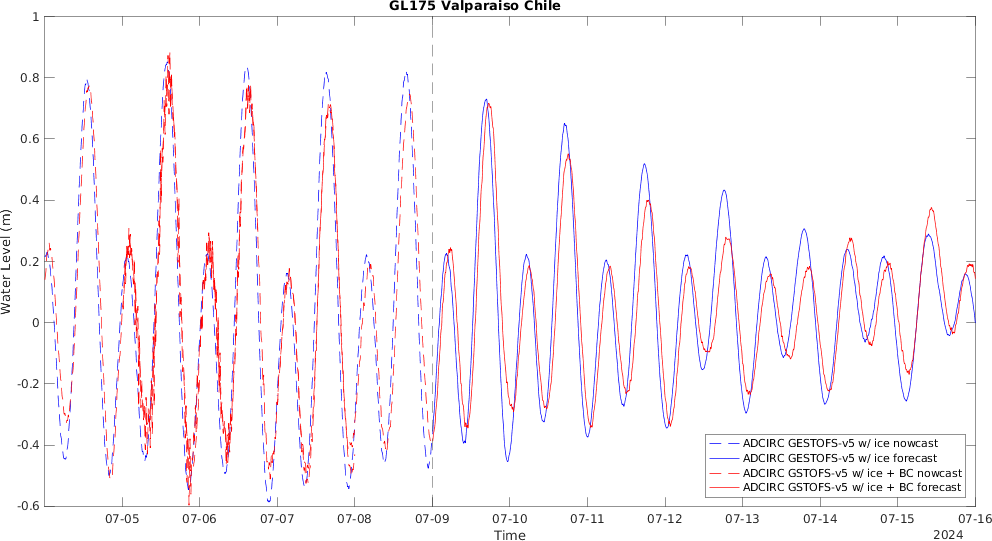 GL175 Valparaiso Chile
Water Level (m)
1
0.8
0.6
0.4
0.2
0
-0.2
-0.4
-0.6
07-05 07-06 07-07 07-08 07-09 07-10 07-11 07-12 07-13 07-14 07-15 07-16
Time
2024
ADCIRC GESTOFS-v5 w/ ice nowcast
ADCIRC GESTOFS-v5 w/ ice forecast
ADCIRC GSTOFS-v5 w/ ice + BC nowcast
ADCIRC GSTOFS-v5 w/ ice + BC forecast